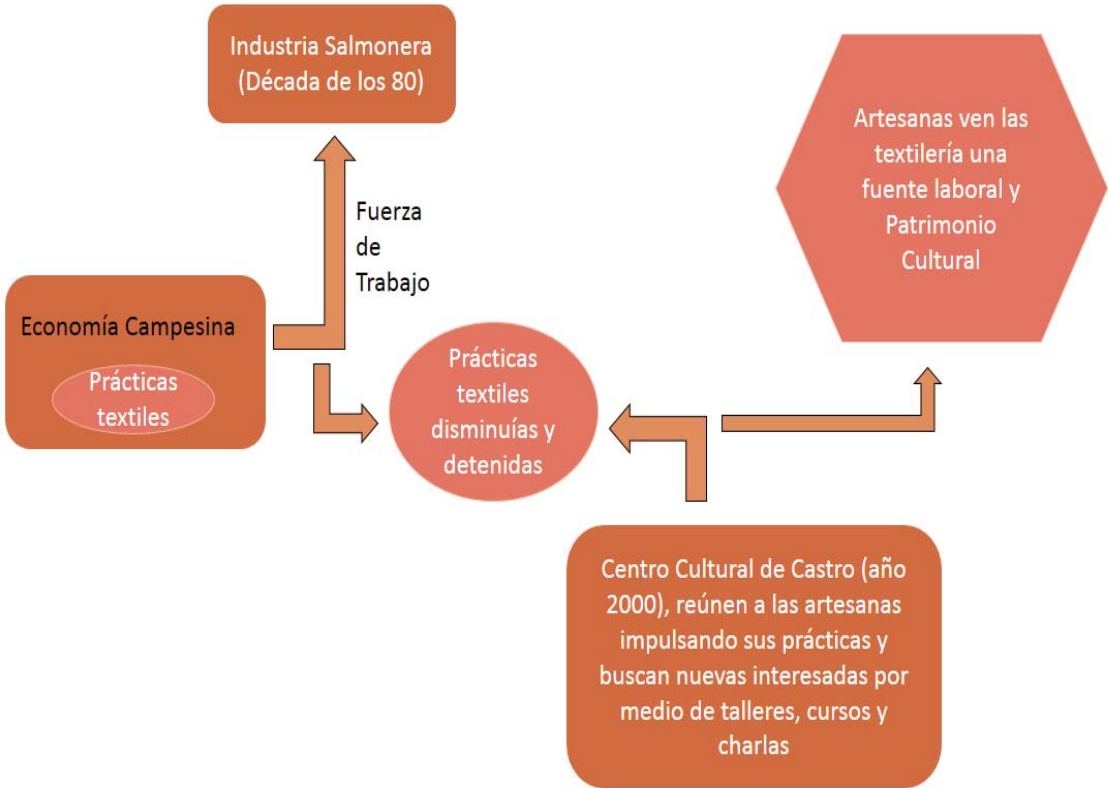 Industria Salmonera
(Década de los 80)
Artesanas ven las
textilería una
fuente laboral y
Patrimonio
Cultural
Fuerza
de
Trabajo
Economía Campesina
Prácticas
textiles
Prácticas
textiles
disminuías y
detenidas
Centro Cultural de Castro (año
2000), reúnen a las artesanas
impulsando sus prácticas y
buscan nuevas interesadas por
medio de talleres, cursos y
charlas